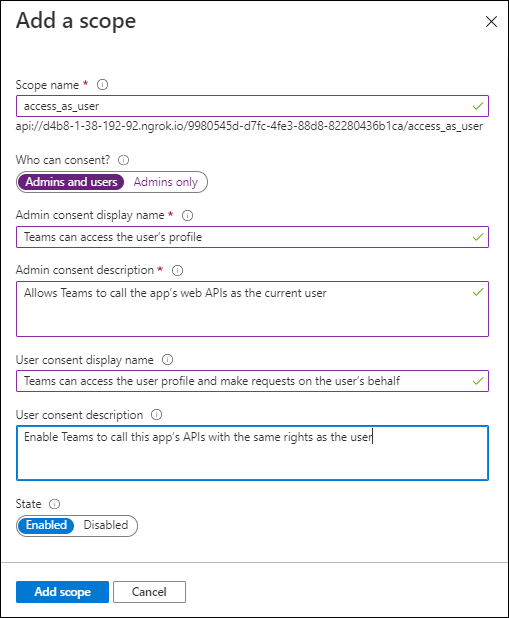 Add a scope
Scope name *
access_as_user
api://d4b8-1-38-192-92.ngrok.io/9980545d-d7fc-4fe3-88d8-82280436b1ca/access_as_user
Who can consent?
Admins and users Admins only
Admin consent display name *
Teams can access the user's profile
Admin consent description *
Allows Teams to call the app's web APIs as the current user
User consent display name
Teams can access the user profile and make requests on the user's behalf
User consent description
Enable Teams to call this app's APIs with the same rights as the user
State
Enabled Disabled
Add scope Cancel